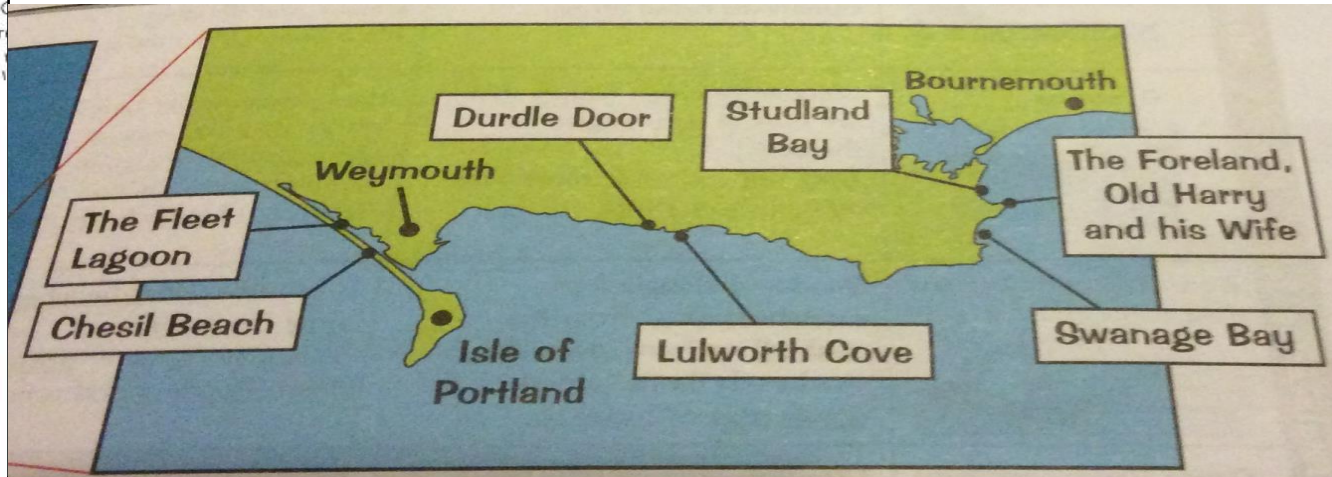 Bournemouth
Durdle Door
Studland
Bay
Weymouth
The Foreland,
Old Harry
and his Wife
The Fleet
Lagoon
Chesil Beach
Isle of
Portland
Lulworth Cove
Swanage Bay